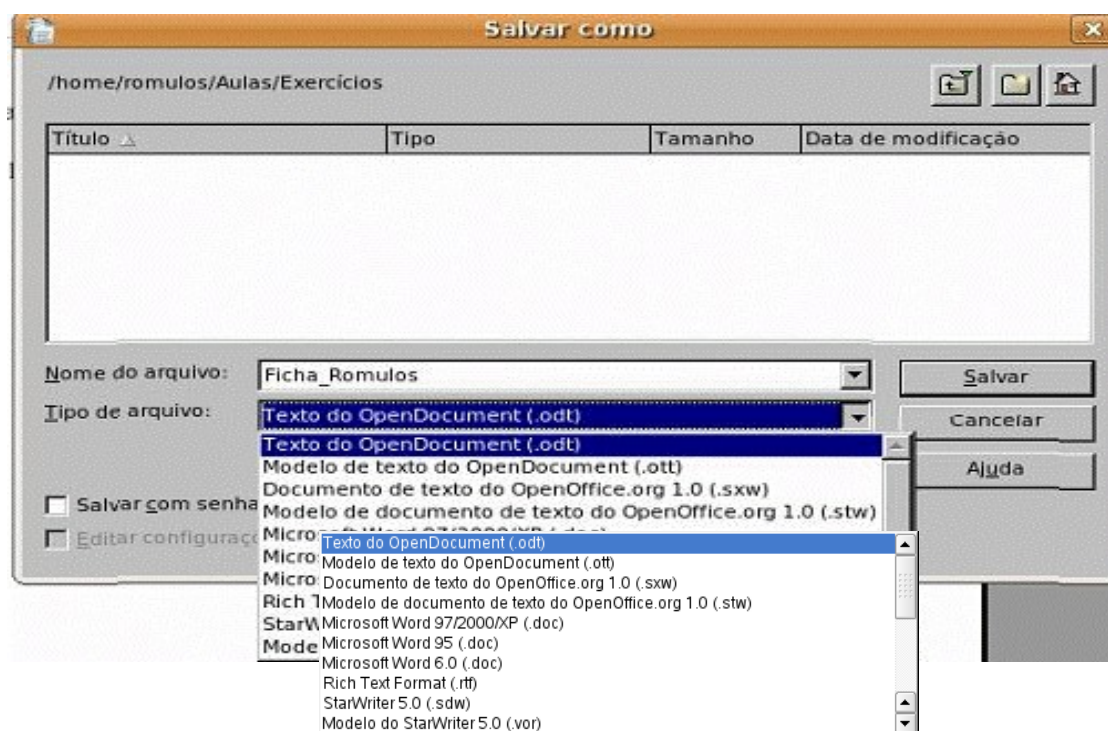 Salvar como
/home/romulos/Aulas/Exercícios
Título Tipo Tamanho Data de modificação
Nome do arquivo: Ficha_Romulos Salvar
Tipo de arquivo: Texto do OpenDocument (.odt) Cancelar
Texto do OpenDocument (.odt)
Modelo de texto do OpenDocument (.ott) Ajuda
Documento de texto do OpenOffice.org 1.0 (.sxw)
Salvar com senha
Modelo de documento de texto do OpenOffice.org 1.0 (.stw)
Editar
Texto do OpenDocument (.odt)
Modelo de texto do OpenDocument (.ott)
Documento de texto do OpenOffice.org 1.0 (.sxw)
Modelo de documento de texto do OpenOffice.org 1.0 (.stw)
Microsoft Word 97/2000/XP (.doc)
Microsoft Word 95 (.doc)
Microsoft Word 6.0 (.doc)
Rich Text Format (.rtf)
StarWriter 5.0 (.sdw)
Modelo do StarWriter 5.0 (.vor)